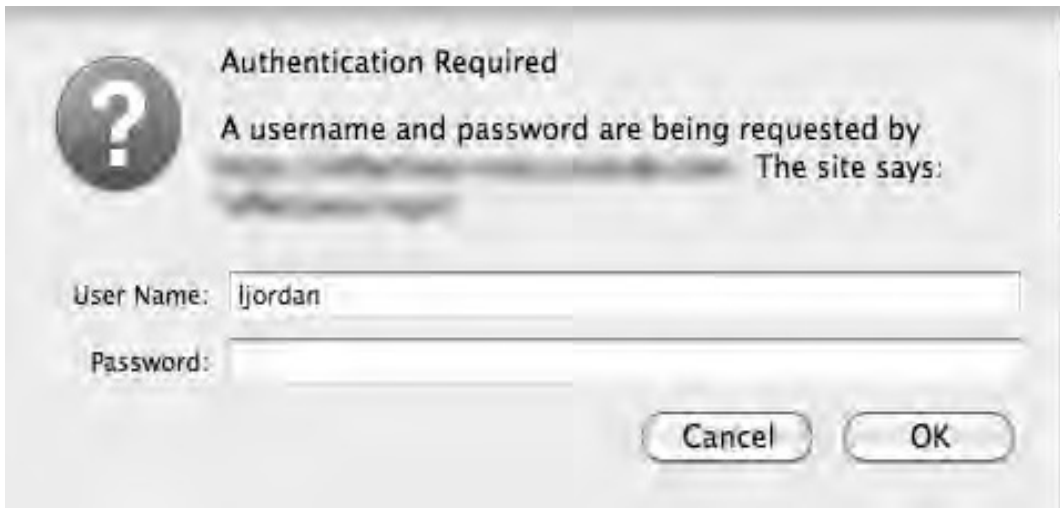 Authentication Required
A username and password are being requested by
The site says:
User Name: ljordan
Password:
Cancel OK